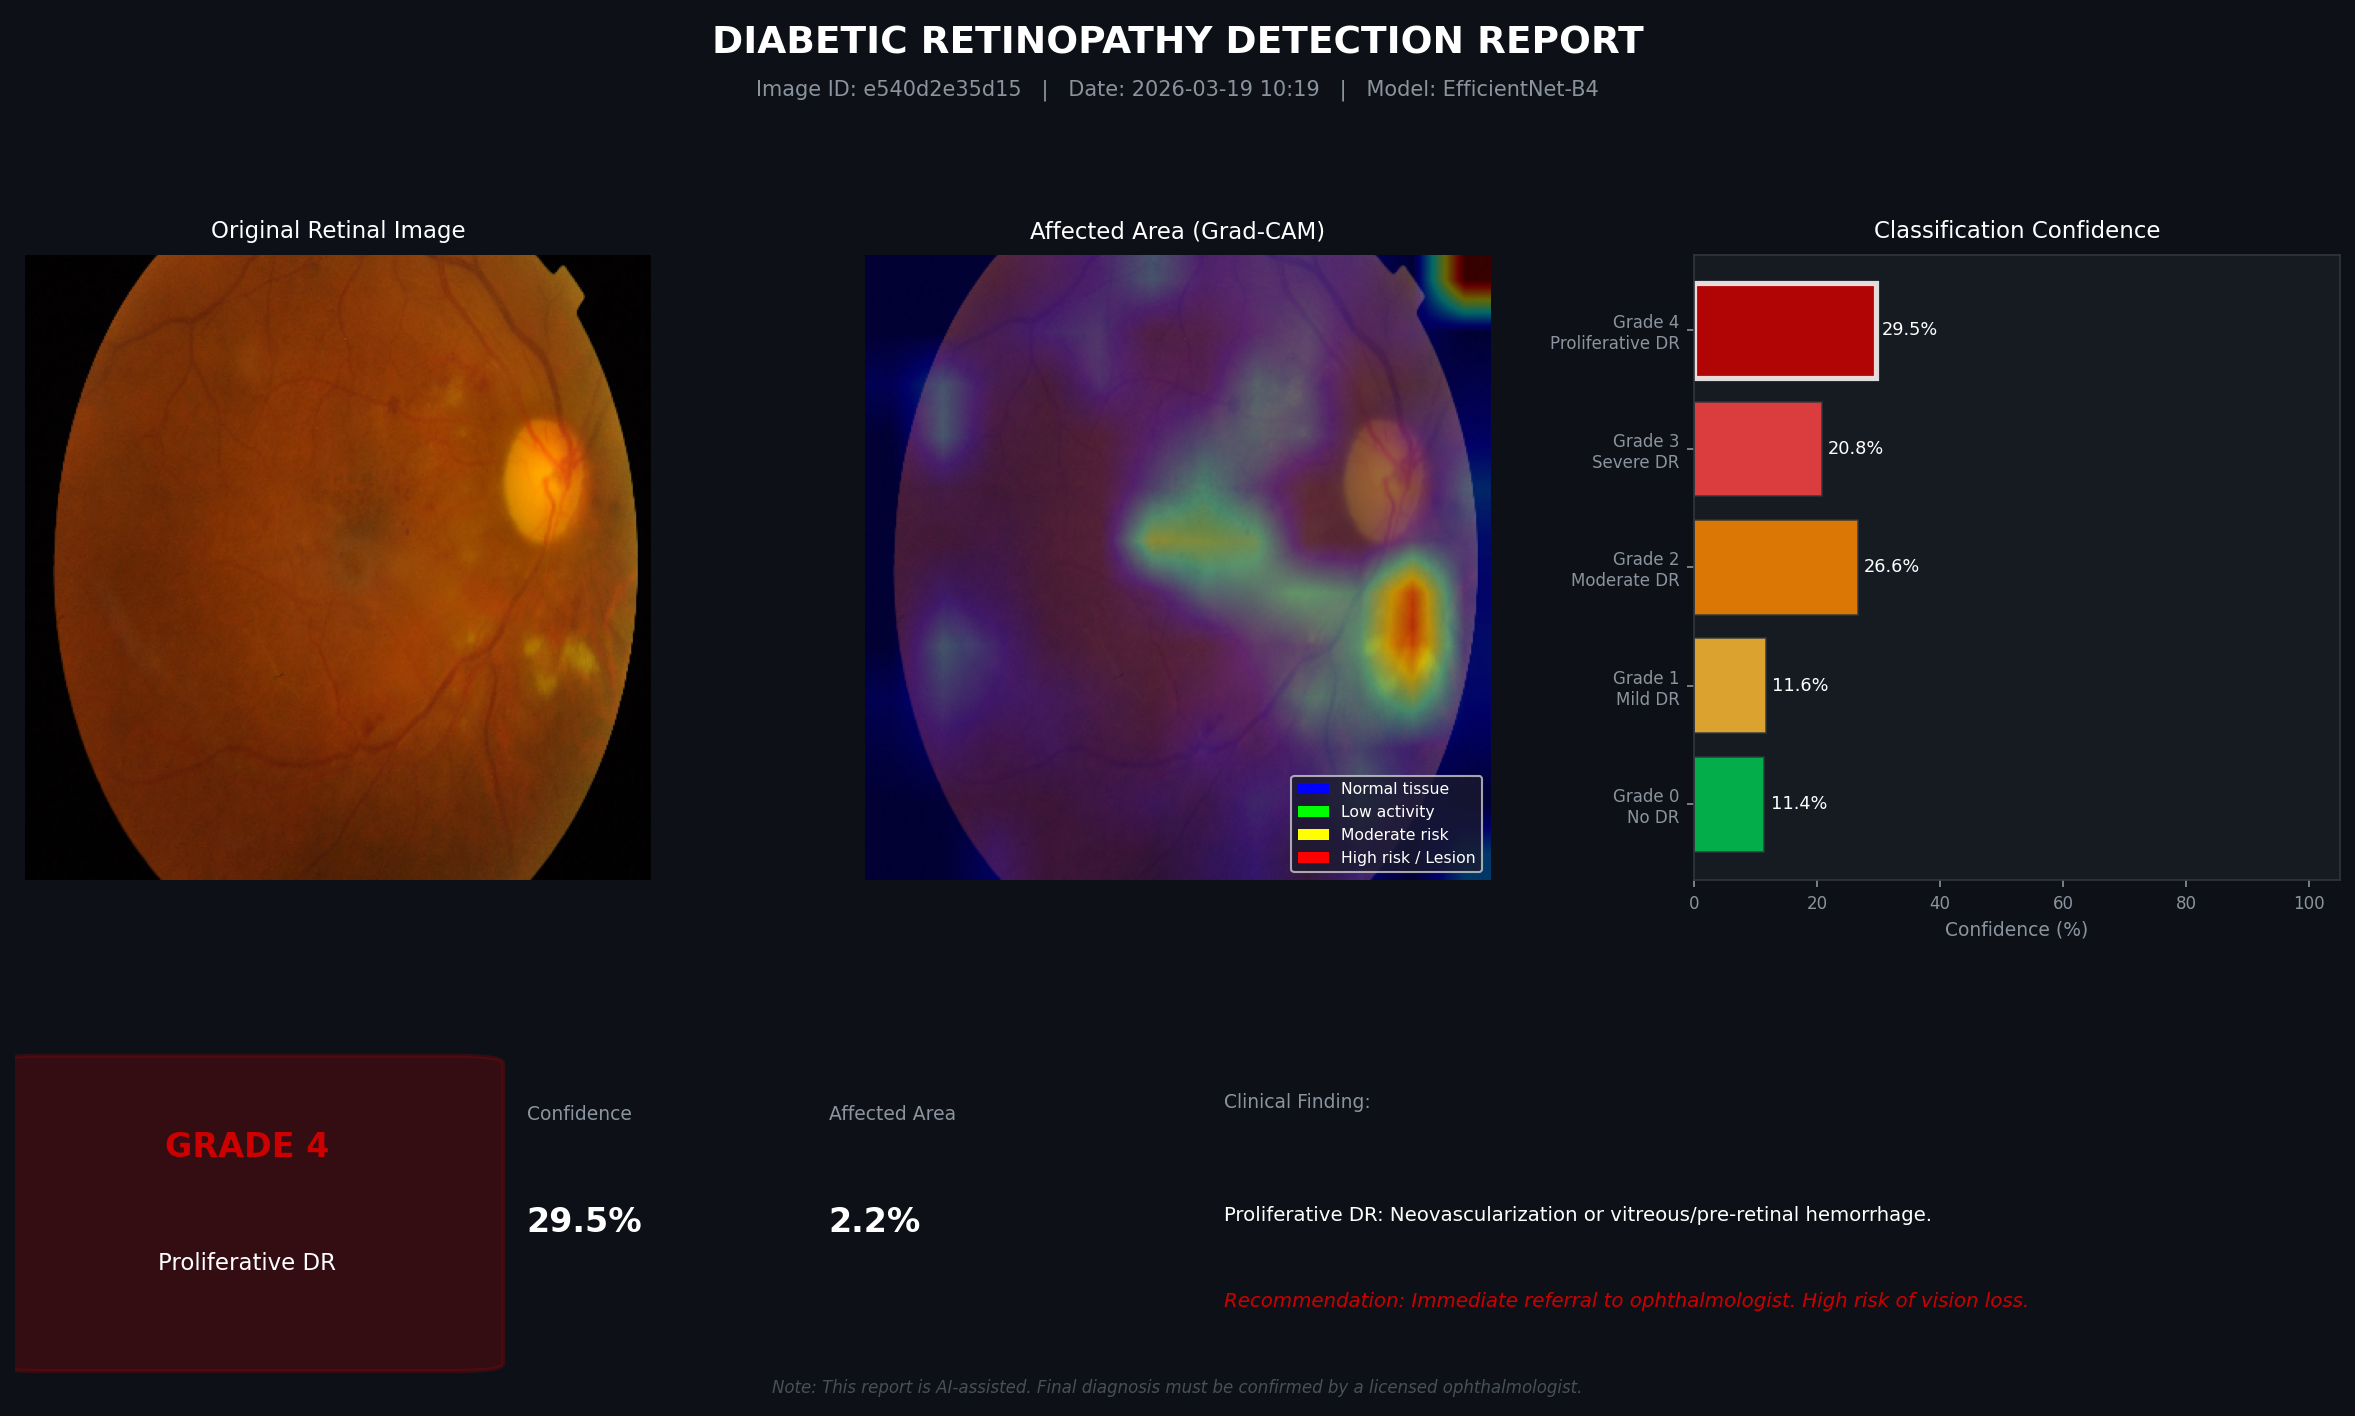 DIABETIC RETINOPATHY DETECTION REPORT
Image ID: e540d2e35d15   |   Date: 2026-03-19 10:19   |   Model: EfficientNet-B4
Original Retinal Image
Affected Area (Grad-CAM)
Normal tissue
Low activity
Moderate risk
High risk / Lesion
Classification Confidence
Grade 4
Proliferative DR
29.5%
Grade 3
Severe DR
20.8%
Grade 2
Moderate DR
26.6%
Grade 1
Mild DR
11.6%
Grade 0
No DR
11.4%
0 20 40 60 80 100
Confidence (%)
GRADE 4
Proliferative DR
Confidence
29.5%
Affected Area
2.2%
Clinical Finding:
Proliferative DR: Neovascularization or vitreous/pre-retinal hemorrhage.
Recommendation: Immediate referral to ophthalmologist. High risk of vision loss.
Note: This report is AI-assisted. Final diagnosis must be confirmed by a licensed ophthalmologist.